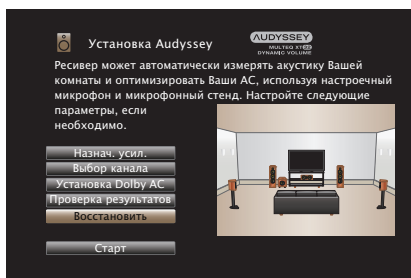 Установка Audyssey
AUDYSSEY
MULTEQ XT32
DYNAMIC VOLUME
Ресивер может автоматически измерять акустику Вашей
комнаты и оптимизировать Ваши АС, используя настроечный
микрофон и микрофонный стенд. Настройте следующие
параметры, если
необходимо.
Назнач. усил.
Выбор канала
Установка Dolby АС
Проверка результатов
Восстановить
Старт